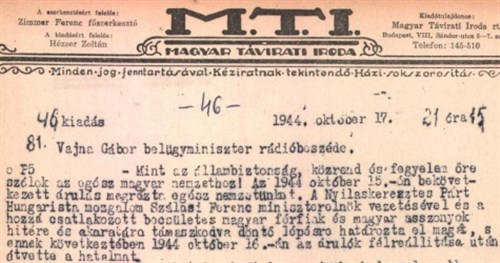 A szerkesztésért felelős:
Zimmer Ferenc főszerkesztő
A kiadásért felelős:
Hézser Zoltán
M.T.I.
MAGYAR TÁVIRATI IRODA
Kiadótulajdonos:
Magyar Távirati Iroda rt.
Budapest, VIII, Sándor-utca 5–7. sz.
Telefon: 145-510
Minden jog fenntartásával. Kéziratnak tekintendő. Házi sokszorosítás.
—46—
46 kiadás 1944. október 17. 21 óra 15
81. Vajna Gábor belügyminiszter rádióbeszéde.
o P5 - Mint az állambiztonság, közrend és fegyelem őre
szólok az egész magyar nemzethez! Az 1944 október 15.-én bekövet-
kezett árulás megrázta egész nemzetünket. A Nyilaskeresztes Párt
Hungarista mozgalom Szálasi Ferenc miniszterelnök vezetésével és a
hozzá csatlakozott becsületes magyar férfiak és magyar asszonyok
hitére és akaratára támaszkodva döntő lépésre határozta el magát, s
ennek következtében 1944 október 16.-án az árulók félreállítása után
átvette a hatalmat.